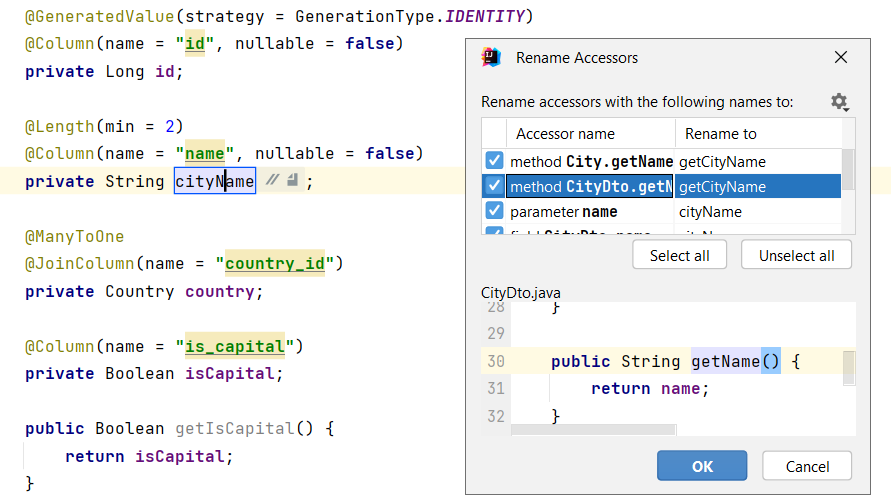 @GeneratedValue(strategy = GenerationType.IDENTITY)
@Column(name = "id", nullable = false)
private Long id;
@Length(min = 2)
@Column(name = "name", nullable = false)
private String cityName ;
@ManyToOne
@JoinColumn(name = "country_id")
private Country country;
@Column(name = "is_capital")
private Boolean isCapital;
public Boolean getIsCapital() {
return isCapital;
}
Rename Accessors
Rename accessors with the following names to:
Accessor name Rename to
method City.getName getCityName
method CityDto.getN getCityName
parameter name cityName
field CityDto.name cityName
Select all Unselect all
CityDto.java
28 }
29
30 public String getName() {
31 return name;
32 }
OK Cancel